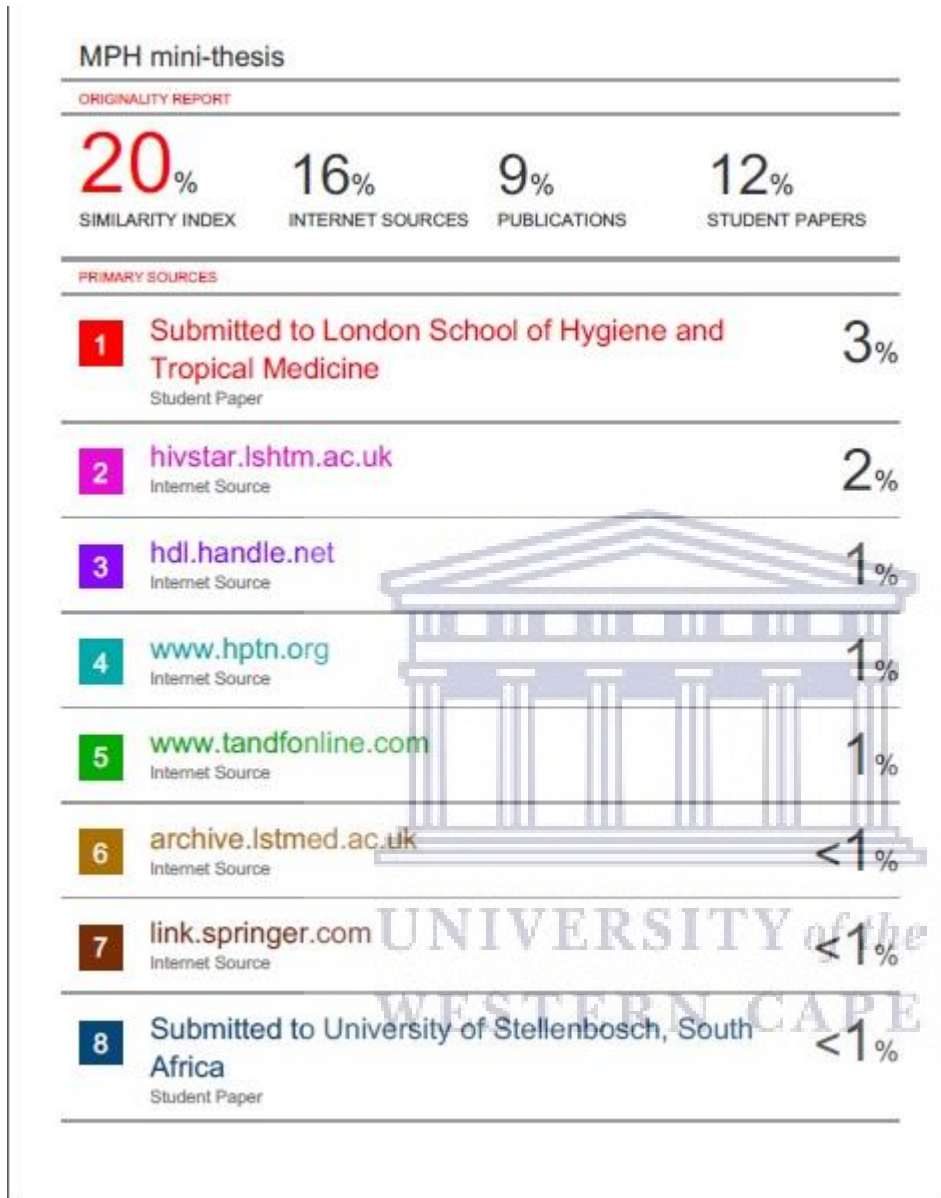 MPH mini-thesis
ORIGINALITY REPORT
20% 16% 9% 12%
SIMILARITY INDEX INTERNET SOURCES PUBLICATIONS STUDENT PAPERS
PRIMARY SOURCES
1 Submitted to London School of Hygiene and 3%
Tropical Medicine
Student Paper
2 hivstar.lshtm.ac.uk 2%
Internet Source
3 hdl.handle.net 1%
Internet Source
4 www.hptn.org 1%
Internet Source
5 www.tandfonline.com 1%
Internet Source
6 archive.lstmed.ac.uk <1%
Internet Source
7 link.springer.com <1%
Internet Source
UNIVERSITY of the
WESTERN CAPE
8 Submitted to University of Stellenbosch, South <1%
Africa
Student Paper